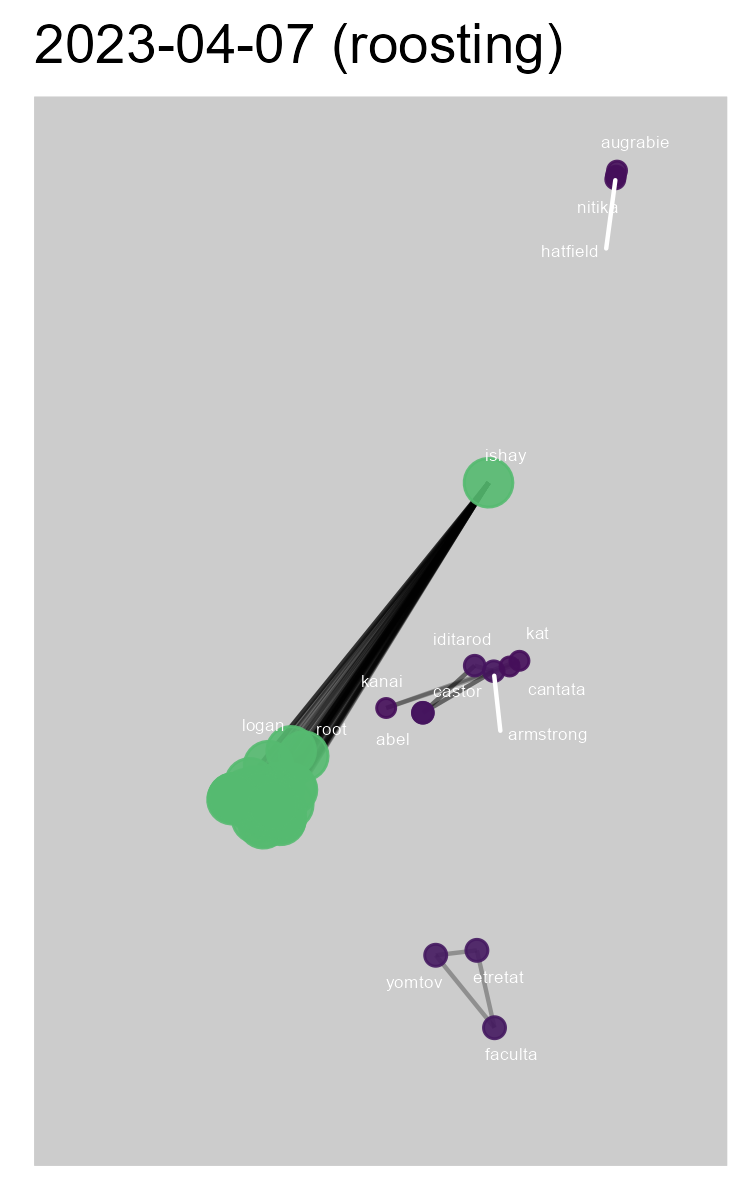 2023-04-07 (roosting)
augrabie
nitika
hatfield
ishay
iditarod
kat
kanai
castor
cantata
logan
root
abel
armstrong
yomtov
etretat
faculta